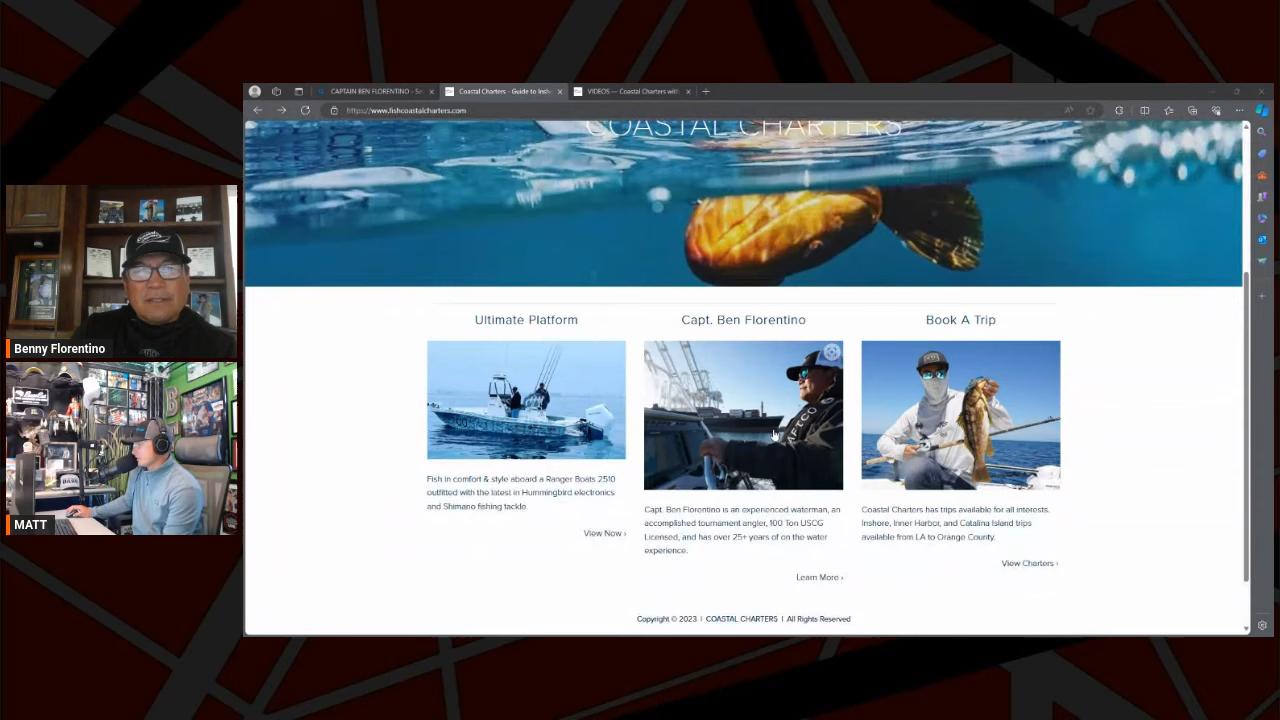 CAPTAIN BEN FLORENTINO - Se
Coastal Charters - Guide to Insh
VIDEOS — Coastal Charters with
https://www.fishcoastalcharters.com
COASTAL CHARTERS
Ultimate Platform
Capt. Ben Florentino
Book A Trip
AFTCO
Fish in comfort & style aboard a Ranger Boats 2510
outfitted with the latest in Hummingbird electronics
and Shimano fishing tackle.
View Now ›
Capt. Ben Florentino is an experienced waterman, an
accomplished tournament angler, 100 Ton USCG
Licensed, and has over 25+ years of on the water
experience.
Learn More ›
Coastal Charters has trips available for all interests.
Inshore, Inner Harbor, and Catalina Island trips
available from LA to Orange County.
View Charters ›
Copyright © 2023 | COASTAL CHARTERS | All Rights Reserved
Benny Florentino
B
MATT